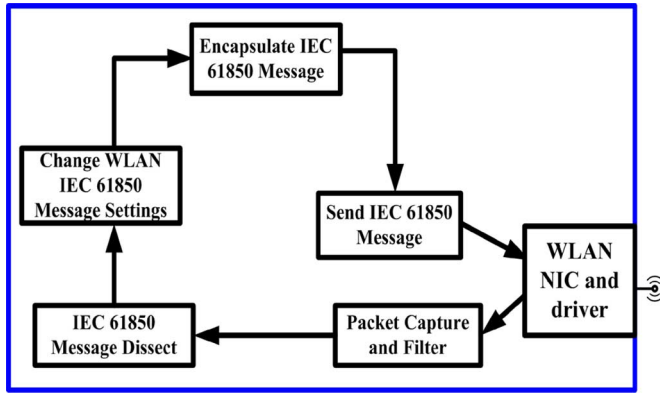 Encapsulate IEC
61850 Message
Change WLAN
IEC 61850
Message Settings
Send IEC 61850
Message
WLAN
NIC and
driver
IEC 61850
Message Dissect
Packet Capture
and Filter